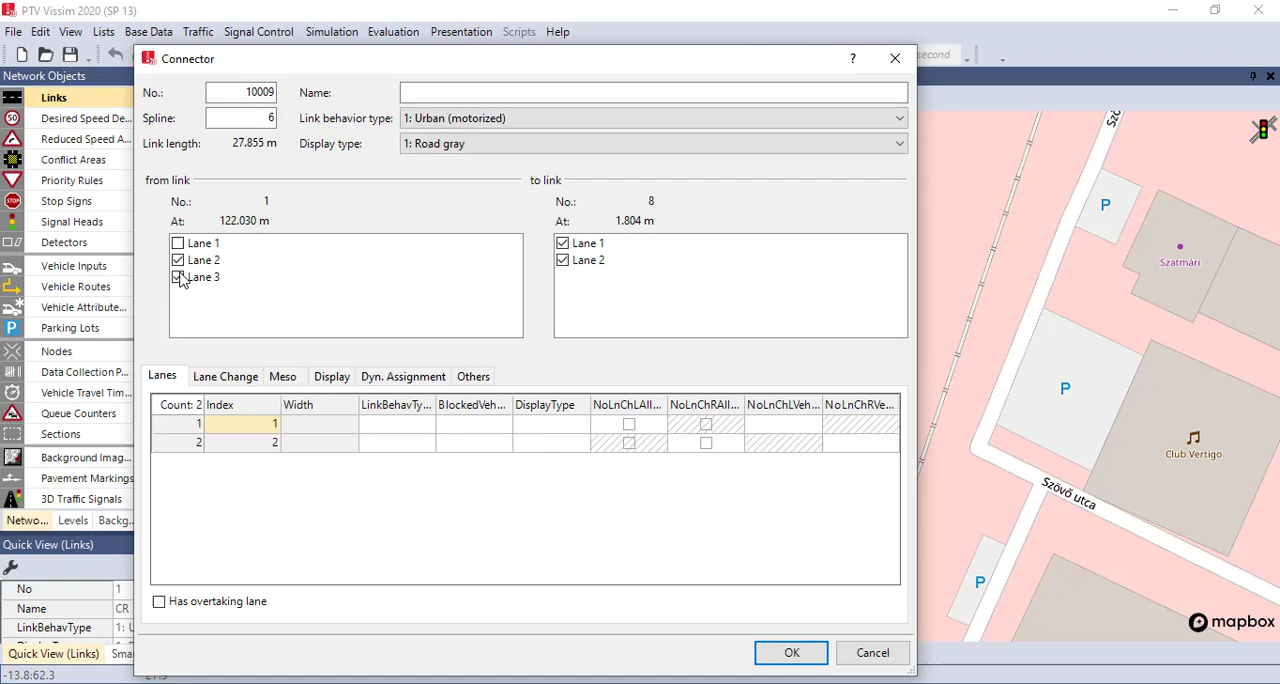 PTV Vissim 2020 (SP 13)
File Edit View Lists Base Data Traffic Signal Control Simulation Evaluation Presentation Scripts Help
Network Objects
Links
Desired Speed De...
Reduced Speed A...
Conflict Areas
Priority Rules
Stop Signs
Signal Heads
Detectors
Vehicle Inputs
Vehicle Routes
Vehicle Attribute...
Parking Lots
Nodes
Data Collection P...
Vehicle Travel Tim...
Queue Counters
Sections
Background Imag...
Pavement Markings
3D Traffic Signals
Netwo... Levels Backg...
Quick View (Links)
No 1
Name CR
LinkBehavType 1: U
Quick View (Links) Smar
-13.8:62.3
Connector
?
No.: 10009 Name:
Spline: 6 Link behavior type: 1: Urban (motorized)
Link length: 27.855 m Display type: 1: Road gray
from link to link
No.: 1 No.: 8
At: 122.030 m At: 1.804 m
Lane 1 Lane 1
Lane 2 Lane 2
Lane 3
Lanes Lane Change Meso Display Dyn. Assignment Others
Count: 2 Index Width LinkBehavTy... BlockedVeh... DisplayType NoLnChLAll... NoLnChRAll... NoLnChLVeh... NoLnChRVe...
1 1
2 2
Has overtaking lane
OK Cancel
second
50
STOP
P
P
Szatmári
P
Club Vertigo
Szövő utca
P
mapbox